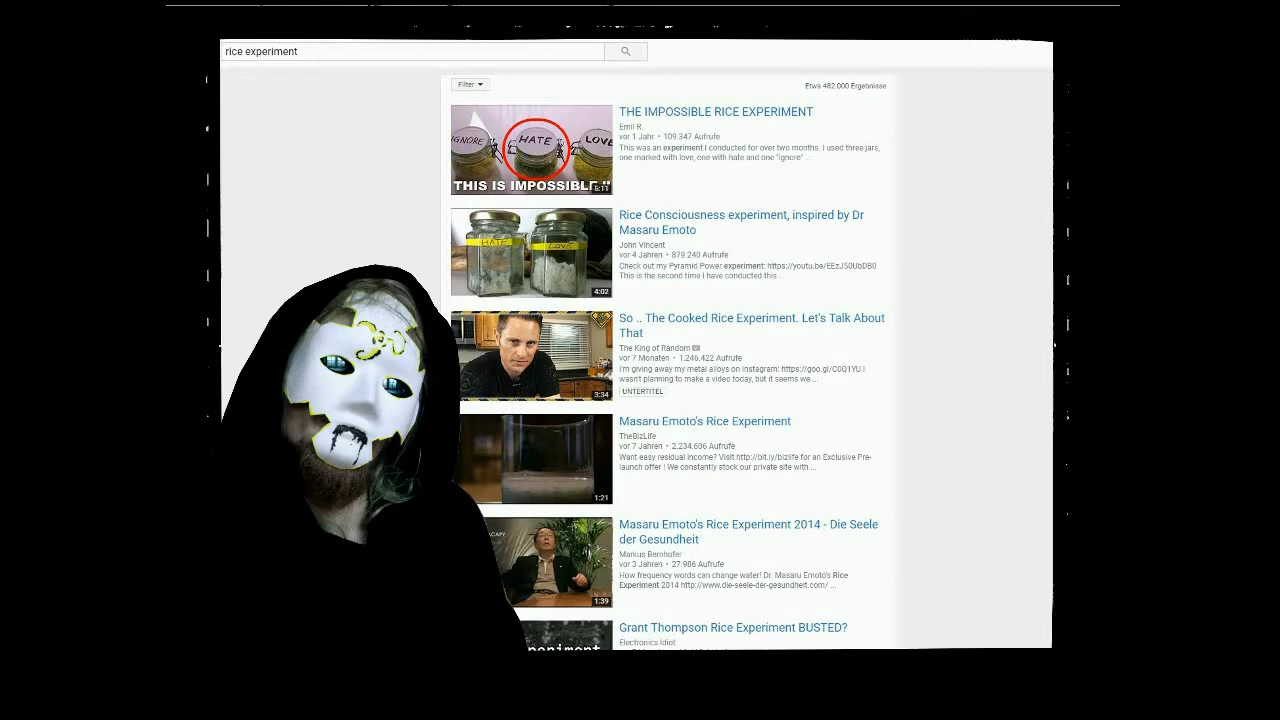 rice experiment
Filter
Etwa 482.000 Ergebnisse
IGNORE
HATE
LOVE
THIS IS IMPOSSIBLE !!
5:11
THE IMPOSSIBLE RICE EXPERIMENT
Emil R.
vor 1 Jahr • 109.347 Aufrufe
This was an experiment I conducted for over two months. I used three jars,
one marked with love, one with hate and one "ignore" ...
HATE
LOVE
4:02
Rice Consciousness experiment, inspired by Dr
Masaru Emoto
John Vincent
vor 4 Jahren • 879.240 Aufrufe
Check out my Pyramid Power experiment: https://youtu.be/EEzJ50UbDB0
This is the second time I have conducted this ...
3:34
So .. The Cooked Rice Experiment. Let's Talk About
That
The King of Random
vor 7 Monaten • 1.246.422 Aufrufe
I'm giving away my metal alloys on Instagram: https://goo.gl/C0Q1YU I
wasn't planning to make a video today, but it seems we ...
UNTERTITEL
1:21
Masaru Emoto's Rice Experiment
TheBizLife
vor 7 Jahren • 2.234.606 Aufrufe
Want easy residual income? Visit http://bit.ly/bizlife for an Exclusive Pre-
launch offer ! We constantly stock our private site with ...
1:39
Masaru Emoto's Rice Experiment 2014 - Die Seele
der Gesundheit
Markus Bernhofer
vor 3 Jahren • 27.986 Aufrufe
How frequency words can change water! Dr. Masaru Emoto's Rice
Experiment 2014 http://www.die-seele-der-gesundheit.com/ ...
Grant Thompson Rice Experiment BUSTED?
Electronics Idiot